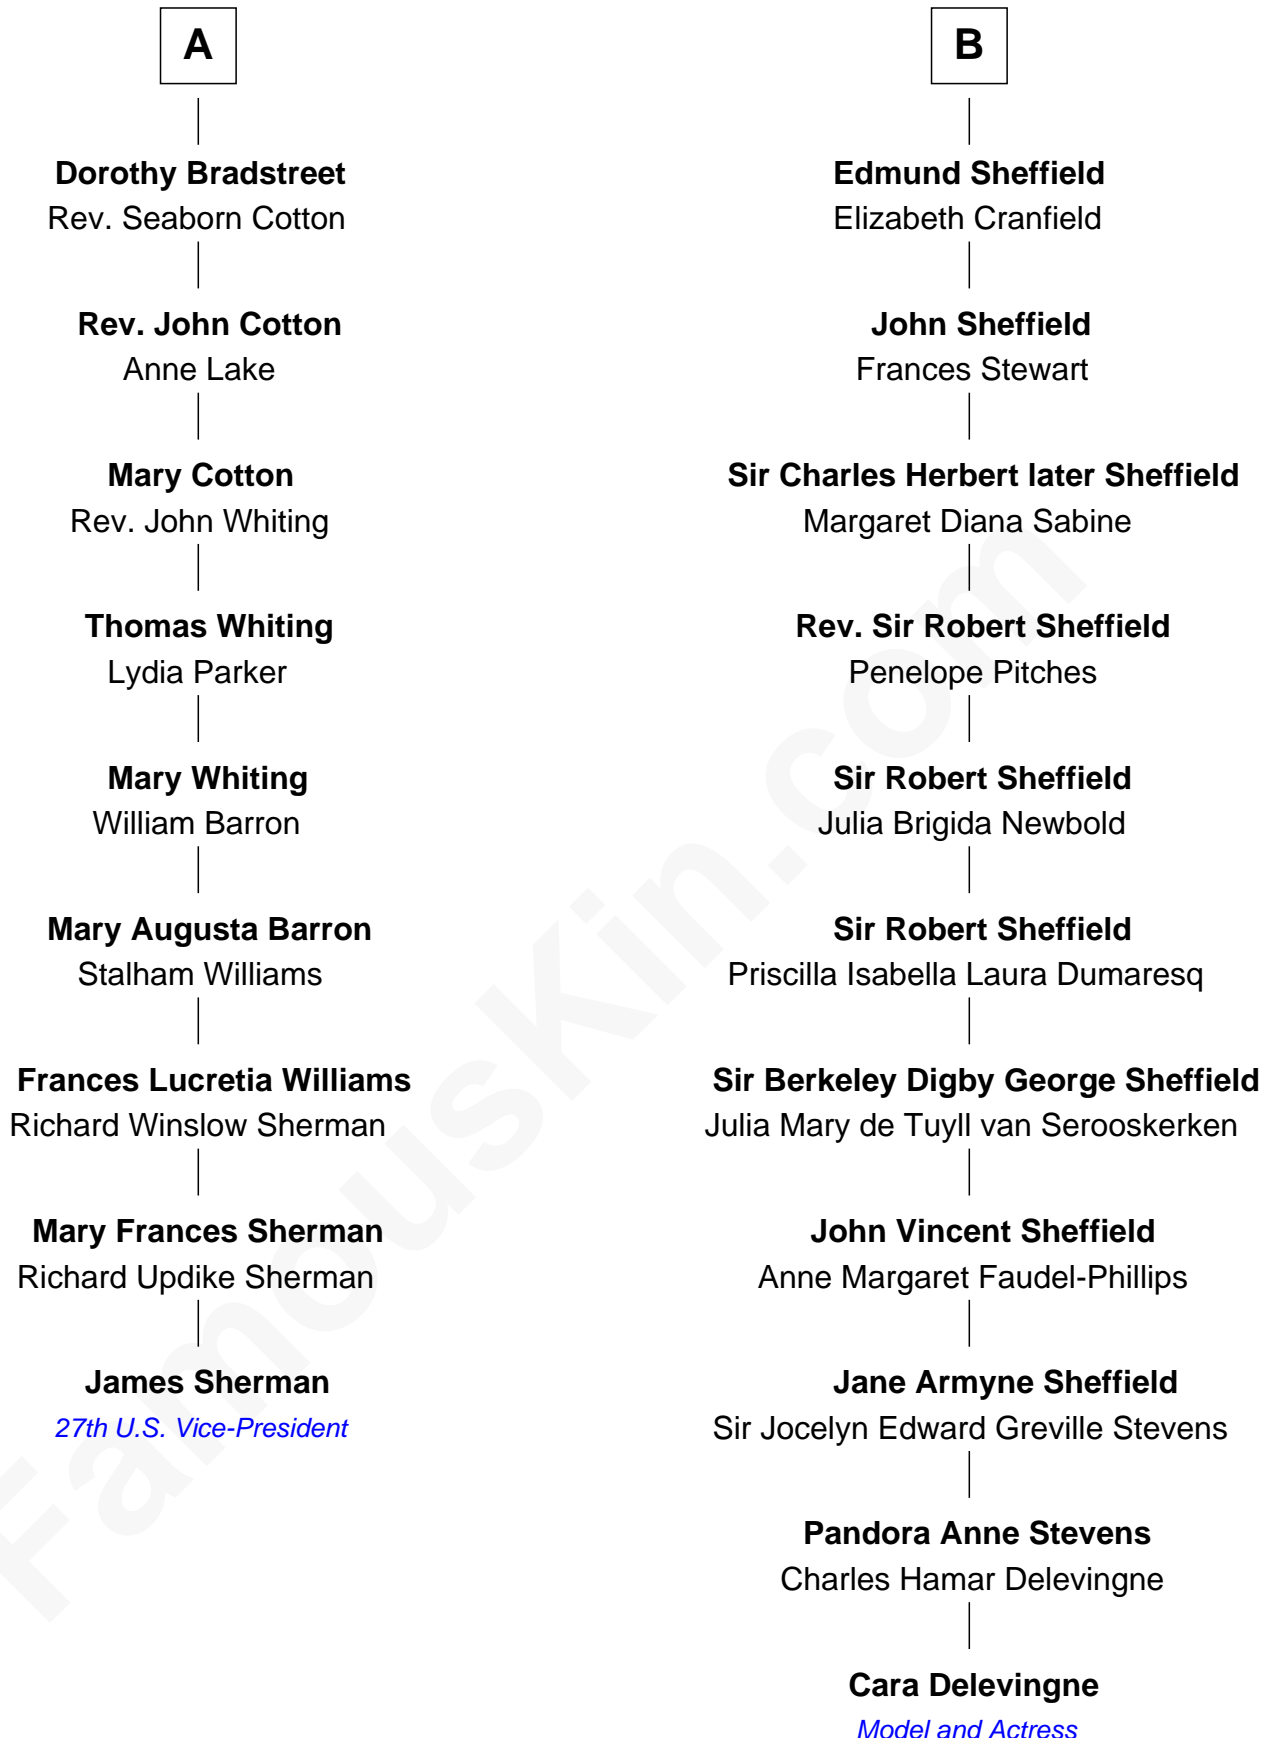 A
Dorothy Bradstreet
Rev. Seaborn Cotton
Rev. John Cotton
Anne Lake
Mary Cotton
Rev. John Whiting
Thomas Whiting
Lydia Parker
Mary Whiting
William Barron
Mary Augusta Barron
Stalham Williams
Frances Lucretia Williams
Richard Winslow Sherman
Mary Frances Sherman
Richard Updike Sherman
James Sherman
27th U.S. Vice-President
B
Edmund Sheffield
Elizabeth Cranfield
John Sheffield
Frances Stewart
Sir Charles Herbert later Sheffield
Margaret Diana Sabine
Rev. Sir Robert Sheffield
Penelope Pitches
Sir Robert Sheffield
Julia Brigida Newbold
Sir Robert Sheffield
Priscilla Isabella Laura Dumaresq
Sir Berkeley Digby George Sheffield
Julia Mary de Tuyll van Serooskerken
John Vincent Sheffield
Anne Margaret Faudel-Phillips
Jane Armyne Sheffield
Sir Jocelyn Edward Greville Stevens
Pandora Anne Stevens
Charles Hamar Delevingne
Cara Delevingne
Model and Actress
FamousKin.com